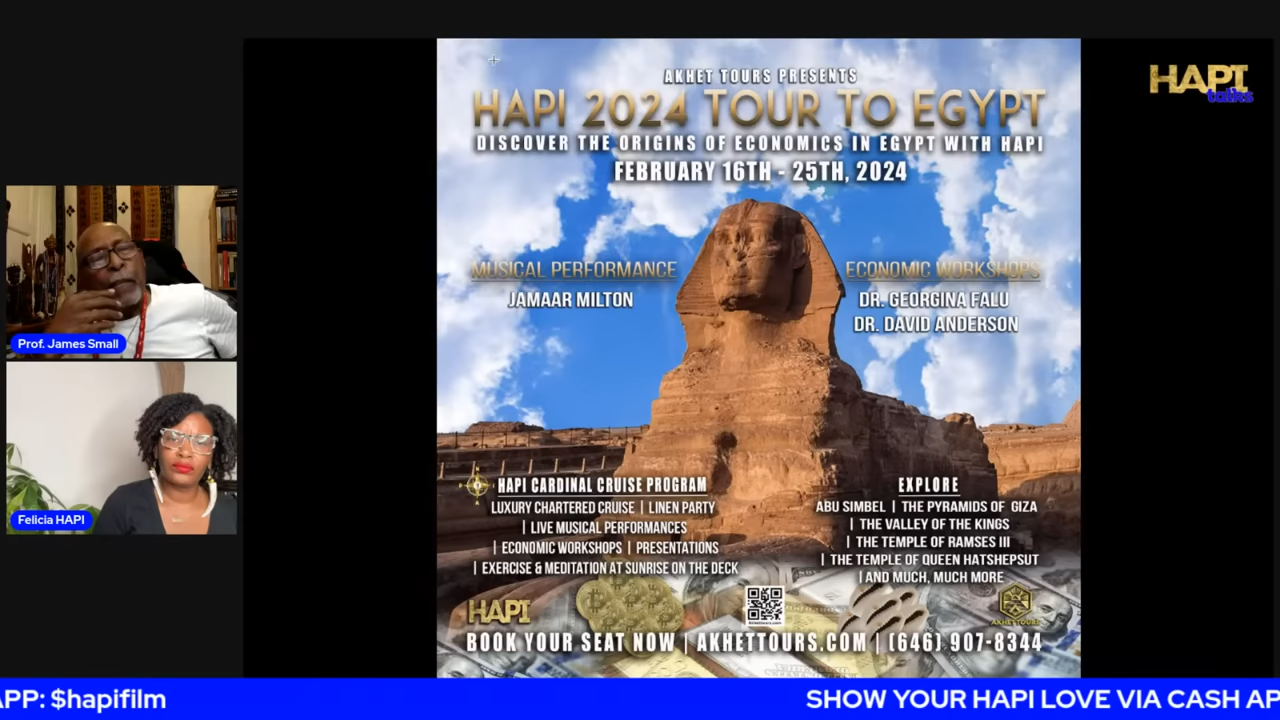 HAPI
talks
AKHET TOURS PRESENTS
HAPI 2024 TOUR TO EGYPT
DISCOVER THE ORIGINS OF ECONOMICS IN EGYPT WITH HAPI
FEBRUARY 16TH - 25TH, 2024
MUSICAL PERFORMANCE
JAMAAR MILTON
ECONOMIC WORKSHOPS
DR. GEORGINA FALU
DR. DAVID ANDERSON
Prof. James Small
Felicia HAPI
HAPI CARDINAL CRUISE PROGRAM
LUXURY CHARTERED CRUISE | LINEN PARTY
| LIVE MUSICAL PERFORMANCES
| ECONOMIC WORKSHOPS | PRESENTATIONS
| EXERCISE & MEDITATION AT SUNRISE ON THE DECK
EXPLORE
ABU SIMBEL | THE PYRAMIDS OF GIZA
| THE VALLEY OF THE KINGS
| THE TEMPLE OF RAMSES III
| THE TEMPLE OF QUEEN HATSHEPSUT
| AND MUCH, MUCH MORE
HAPI
AKHETTOURS
BOOK YOUR SEAT NOW | AKHETTOURS.COM | (646) 907-8344
APP: $hapifilm
SHOW YOUR HAPI LOVE VIA CASH AP